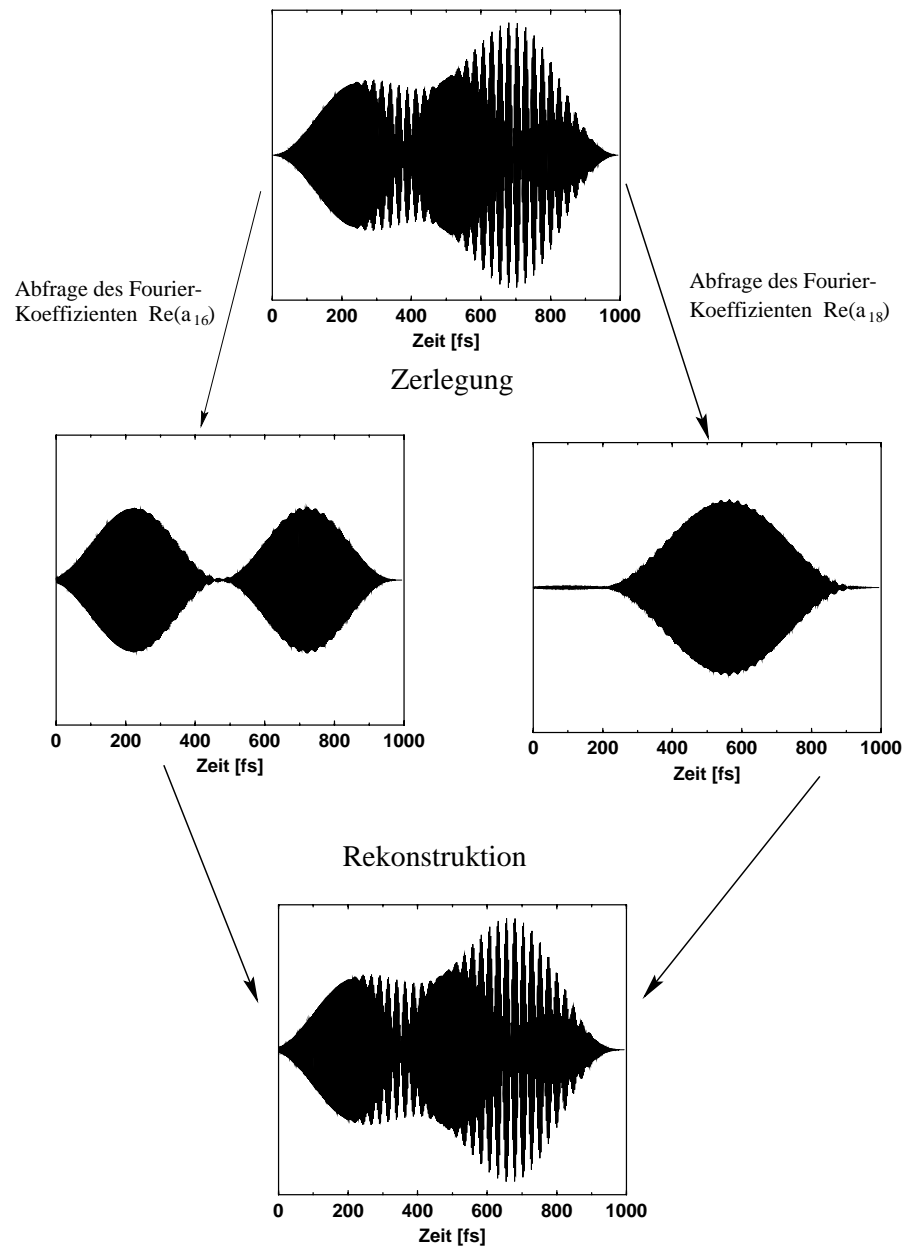 0 200 400 600 800 1000
Zeit [fs]
Abfrage des Fourier-
Koeffizienten Re(a16)
Abfrage des Fourier-
Koeffizienten Re(a18)
Zerlegung
0 200 400 600 800 1000
Zeit [fs]
0 200 400 600 800 1000
Zeit [fs]
Rekonstruktion
0 200 400 600 800 1000
Zeit [fs]